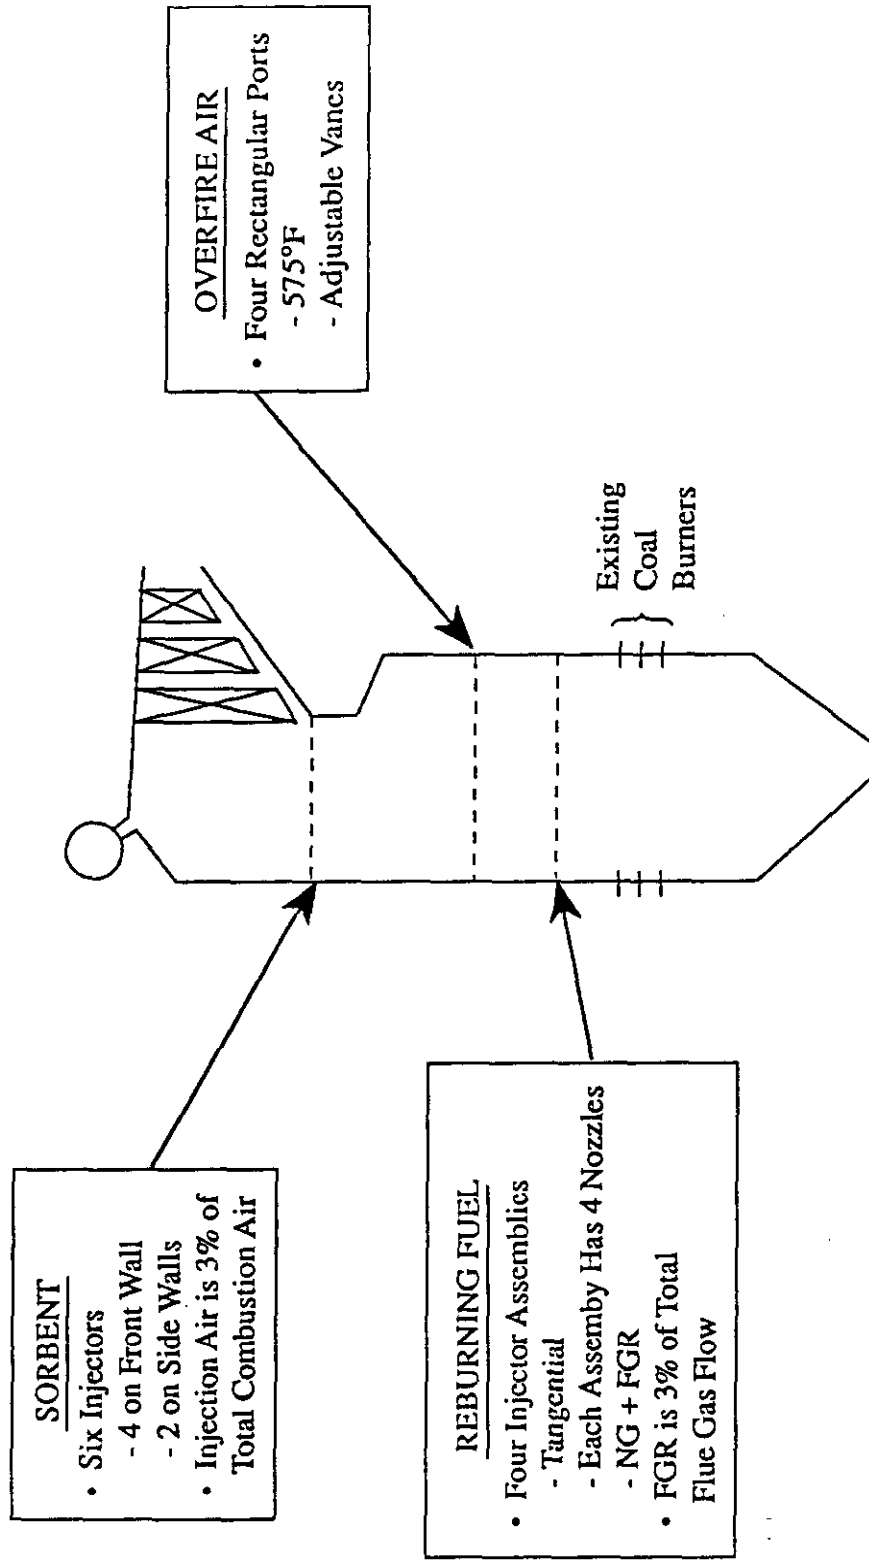 SORBENT
• Six Injectors
- 4 on Front Wall
- 2 on Side Walls
• Injection Air is 3% of
Total Combustion Air
REBURNING FUEL
• Four Injector Assemblies
- Tangential
- Each Assemby Has 4 Nozzles
- NG + FGR
• FGR is 3% of Total
Flue Gas Flow
OVERFIRE AIR
• Four Rectangular Ports
- 575°F
- Adjustable Vanes
Existing
Coal
Burners